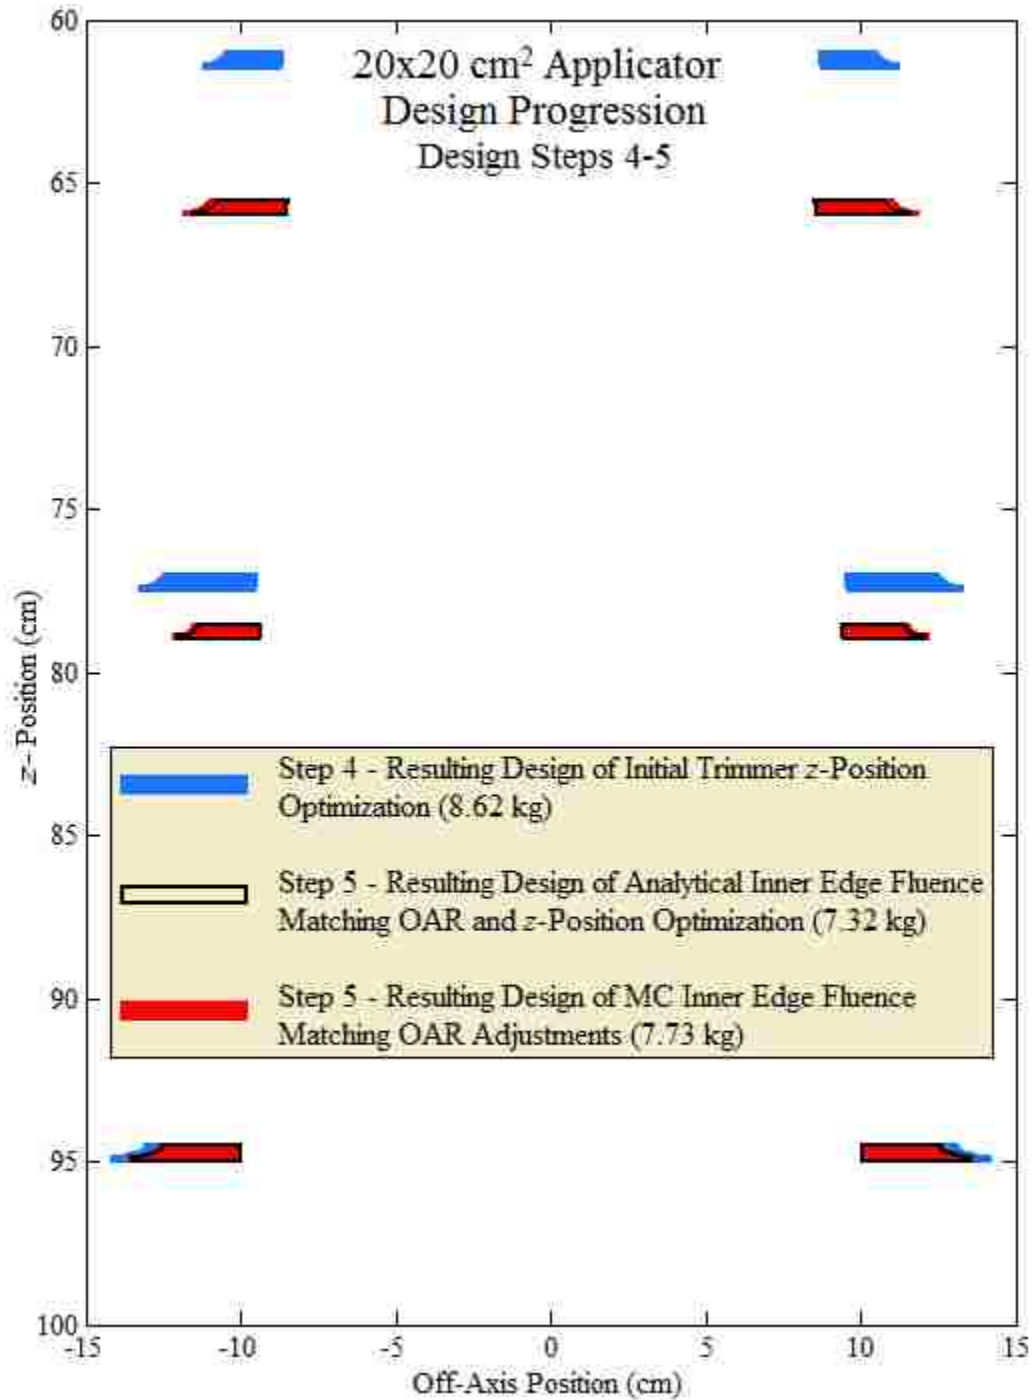 20x20 cm² Applicator
Design Progression
Design Steps 4-5
60
65
70
75
80
85
90
95
100
z- Position (cm)
Step 4 - Resulting Design of Initial Trimmer z-Position
Optimization (8.62 kg)
Step 5 - Resulting Design of Analytical Inner Edge Fluence
Matching OAR and z-Position Optimization (7.32 kg)
Step 5 - Resulting Design of MC Inner Edge Fluence
Matching OAR Adjustments (7.73 kg)
-15 -10 -5 0 5 10 15
Off-Axis Position (cm)